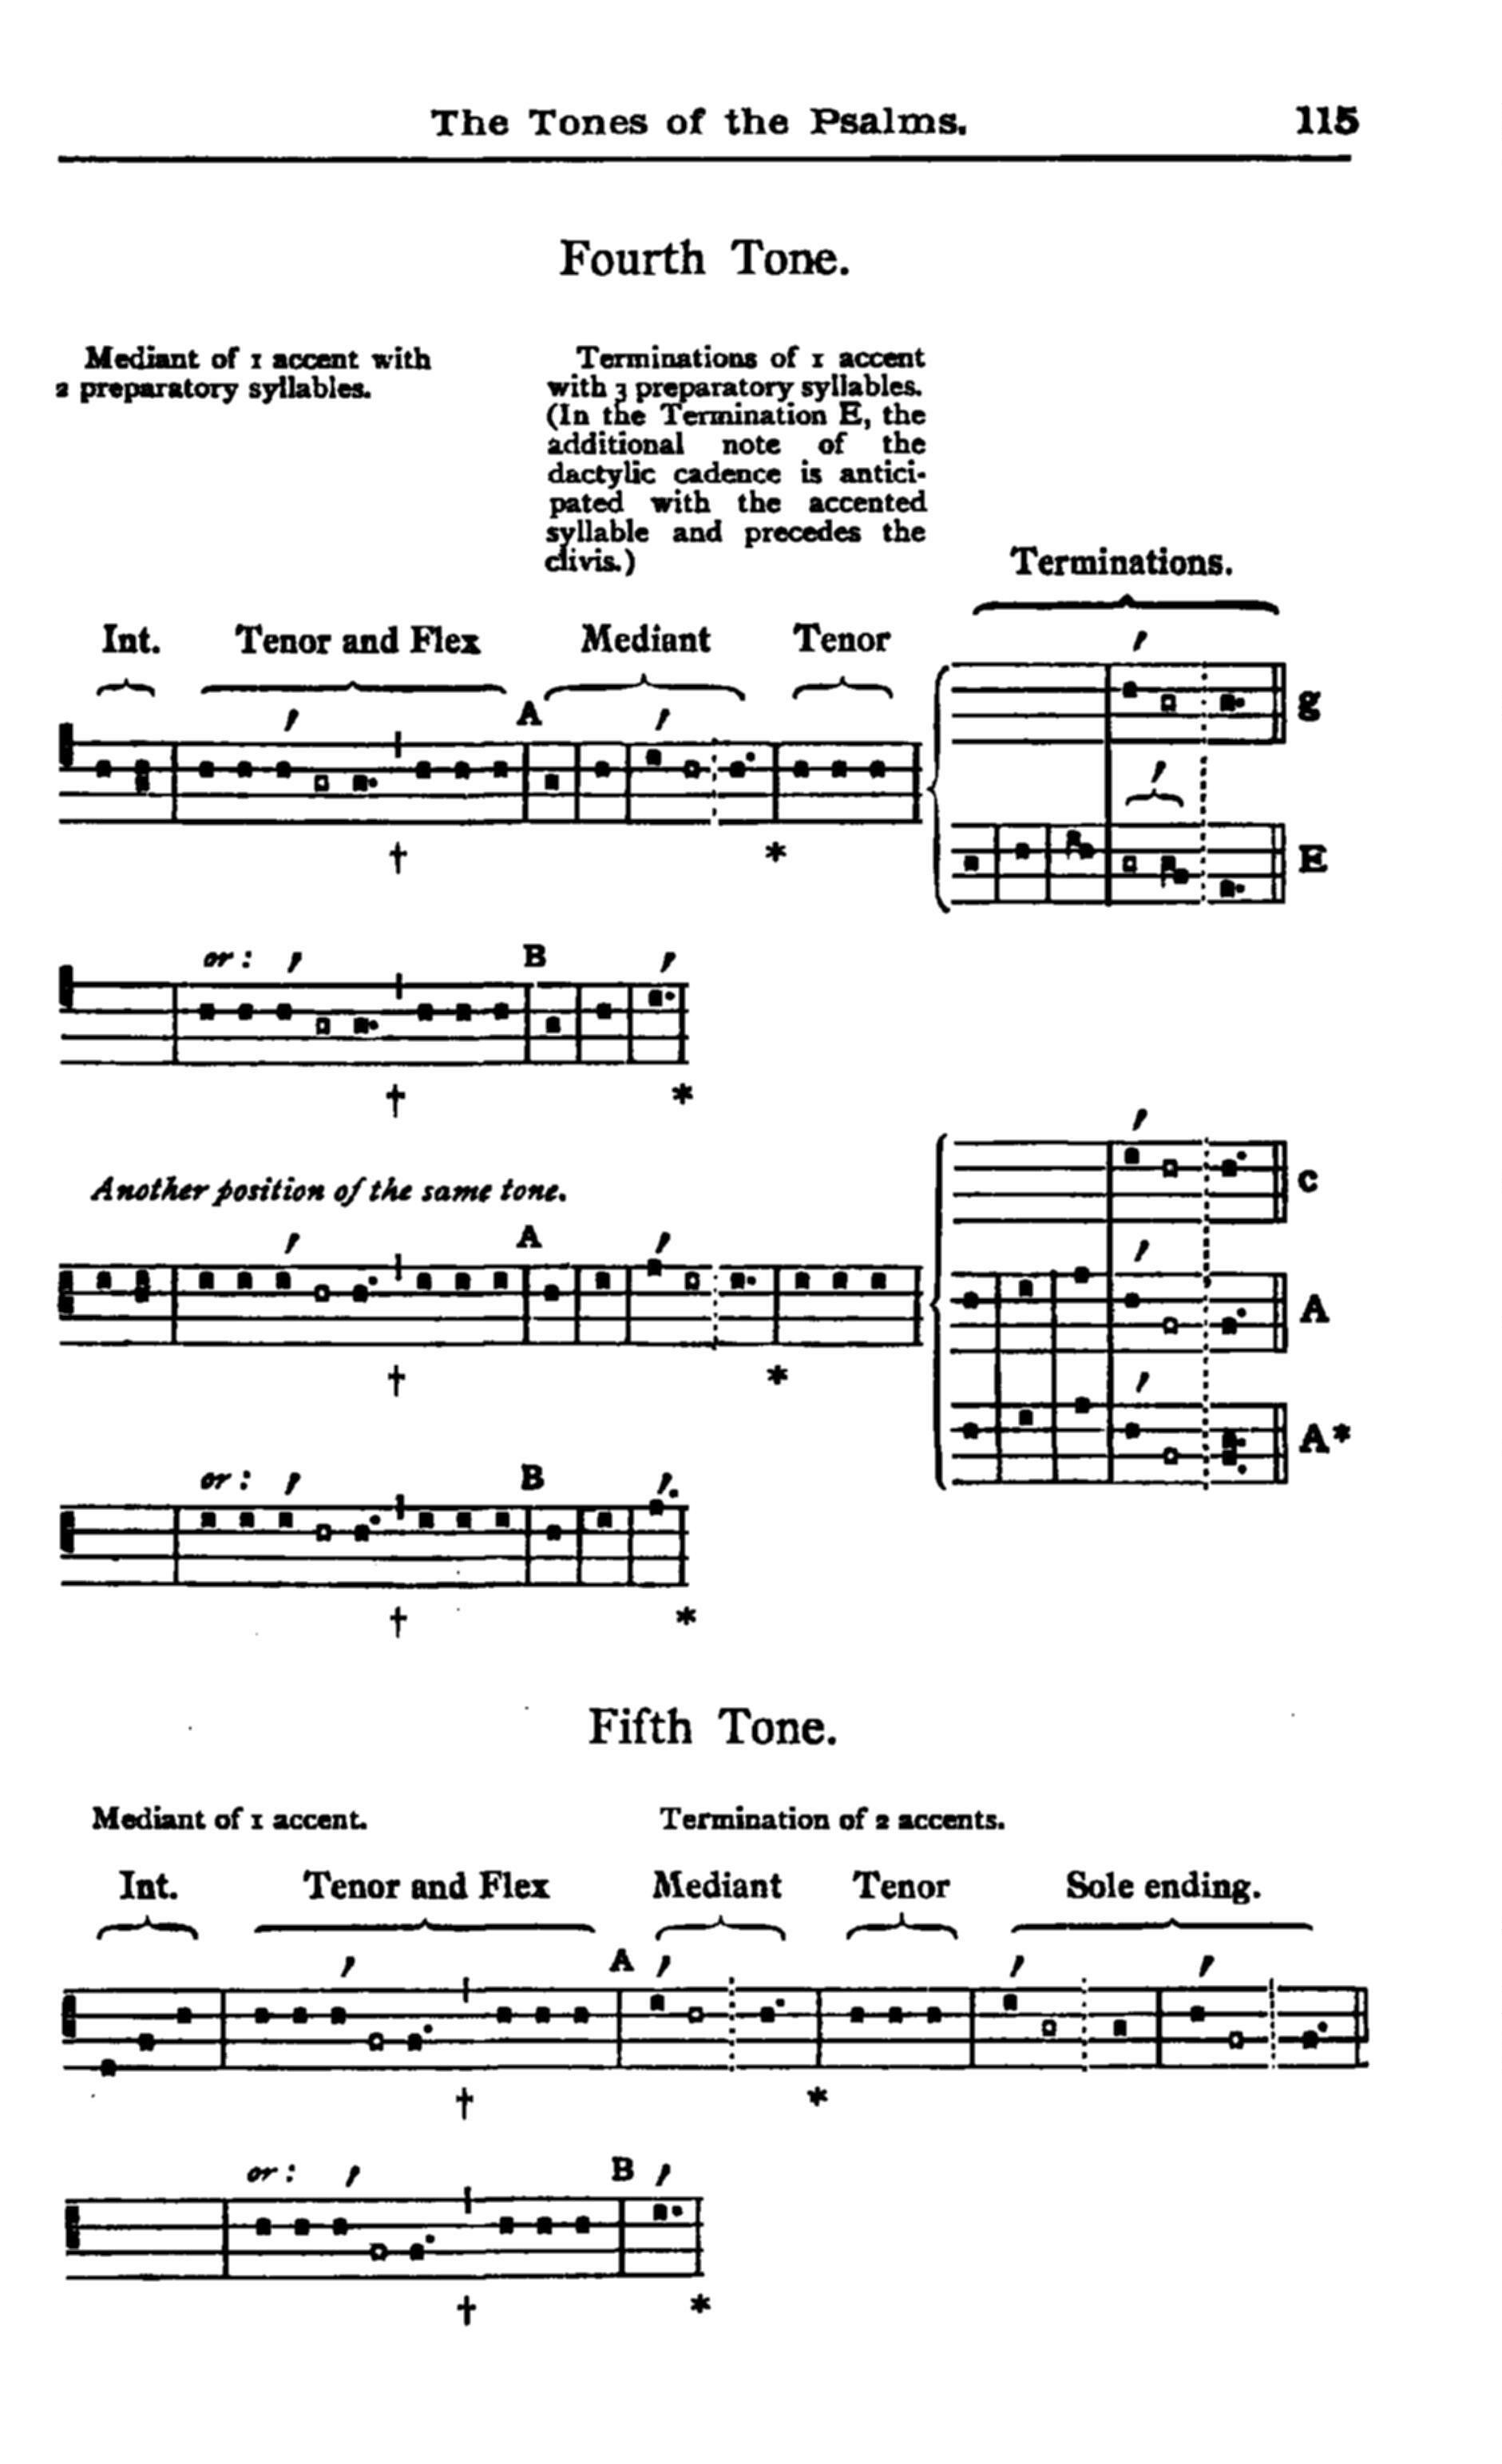 The Tones of the Psalms. 115
Fourth Tone.
Mediant of 1 accent with
2 preparatory syllables.
Terminations of 1 accent
with 3 preparatory syllables.
(In the Termination E, the
additional note of the
dactylic cadence is antici-
pated with the accented
syllable and precedes the
clivis.)
Terminations.
Int. Tenor and Flex Mediant Tenor
A
g
† *
E
or: B
† *
c
Another position of the same tone.
A
A
† *
A*
or: B
† *
Fifth Tone.
Mediant of 1 accent. Termination of 2 accents.
Int. Tenor and Flex Mediant Tenor Sole ending.
A
† *
or: B
† *